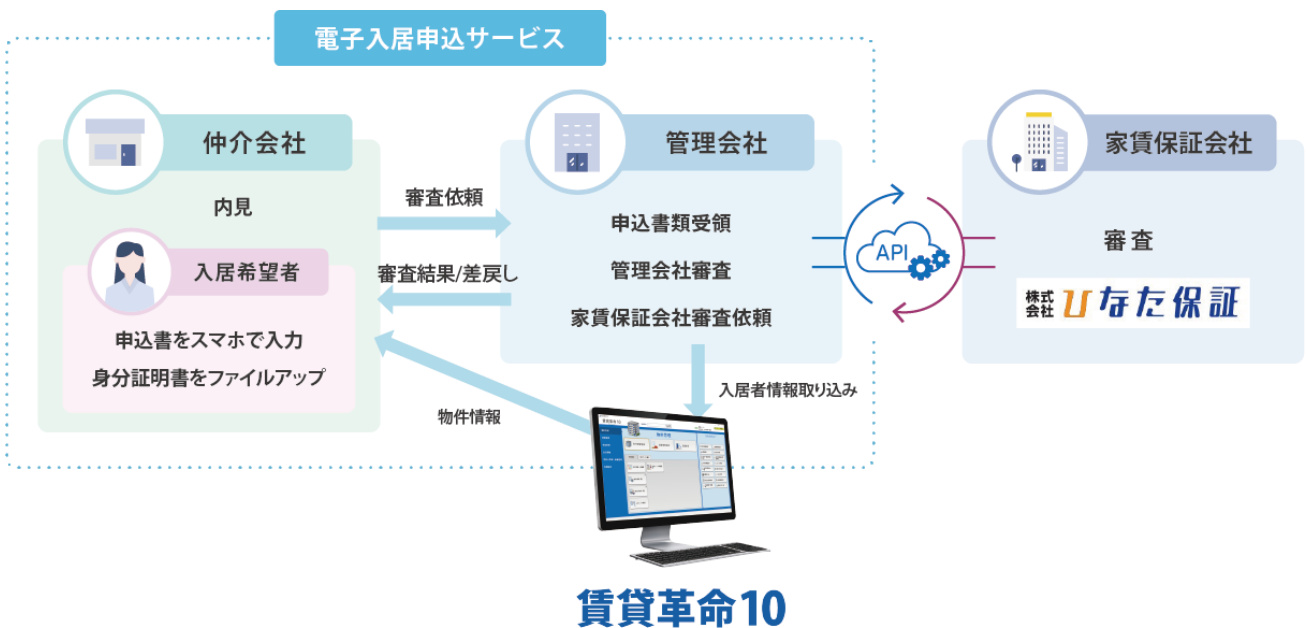 電子入居申込サービス
仲介会社
内見
入居希望者
申込書をスマホで入力
身分証明書をファイルアップ
審査依頼
審査結果/差戻し
物件情報
管理会社
申込書類受領
管理会社審査
家賃保証会社審査依頼
入居者情報取り込み
API
家賃保証会社
審査
株式会社 ひなた保証
賃貸革命10